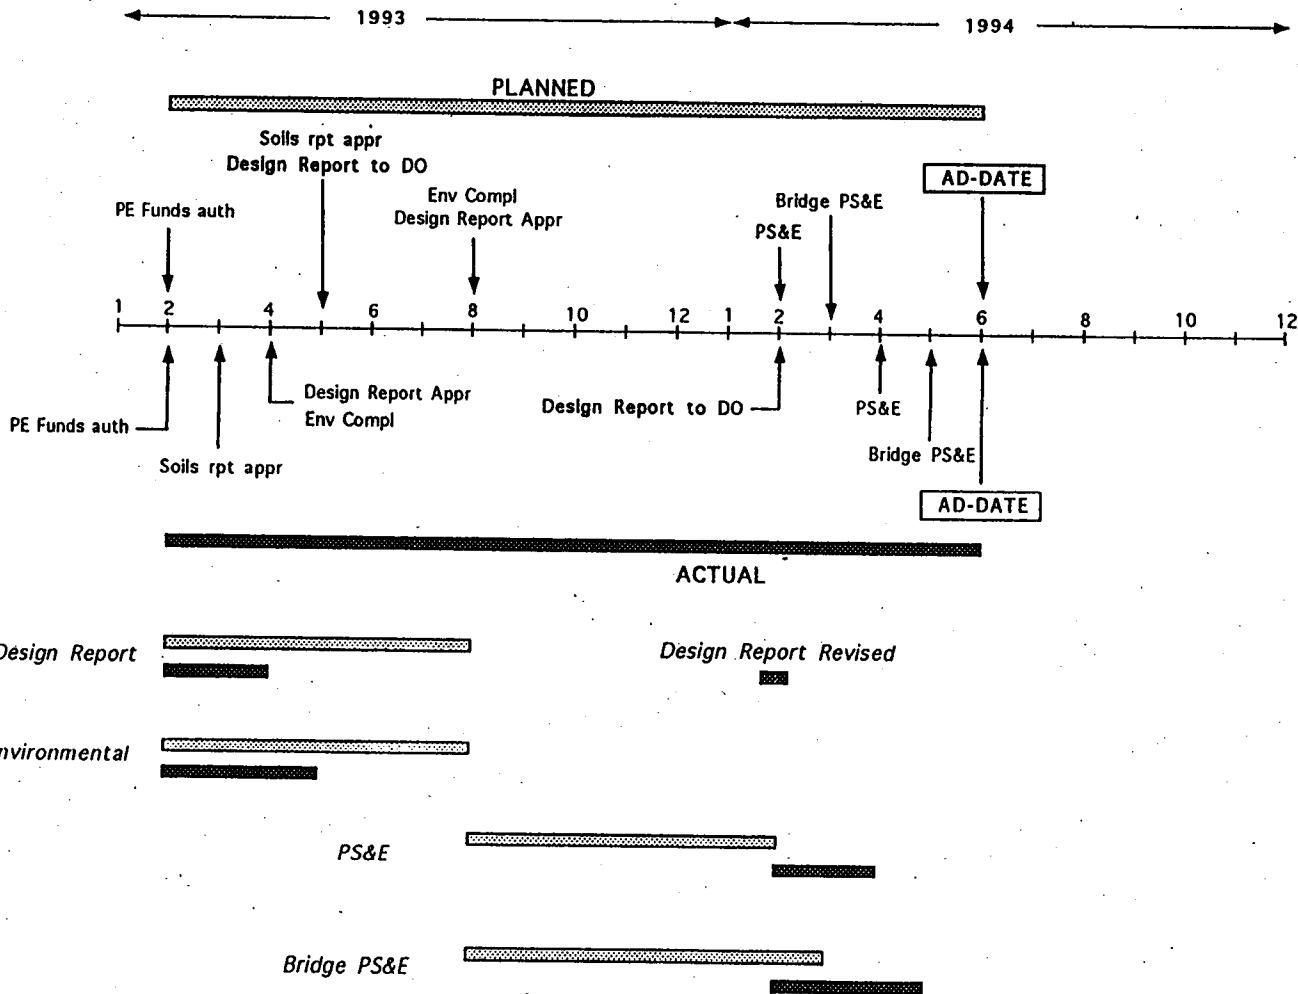 1993
1994
PLANNED
Soils rpt appr
Design Report to DO
AD-DATE
Env Compl
Design Report Appr
Bridge PS&E
PE Funds auth
PS&E
1 2 4 6 8 10 12 1 2 4 6 8 10 12
Design Report Appr
Env Compl
Design Report to DO
PS&E
PE Funds auth
Soils rpt appr
Bridge PS&E
AD-DATE
ACTUAL
Design Report
Design Report Revised
nvironmental
PS&E
Bridge PS&E